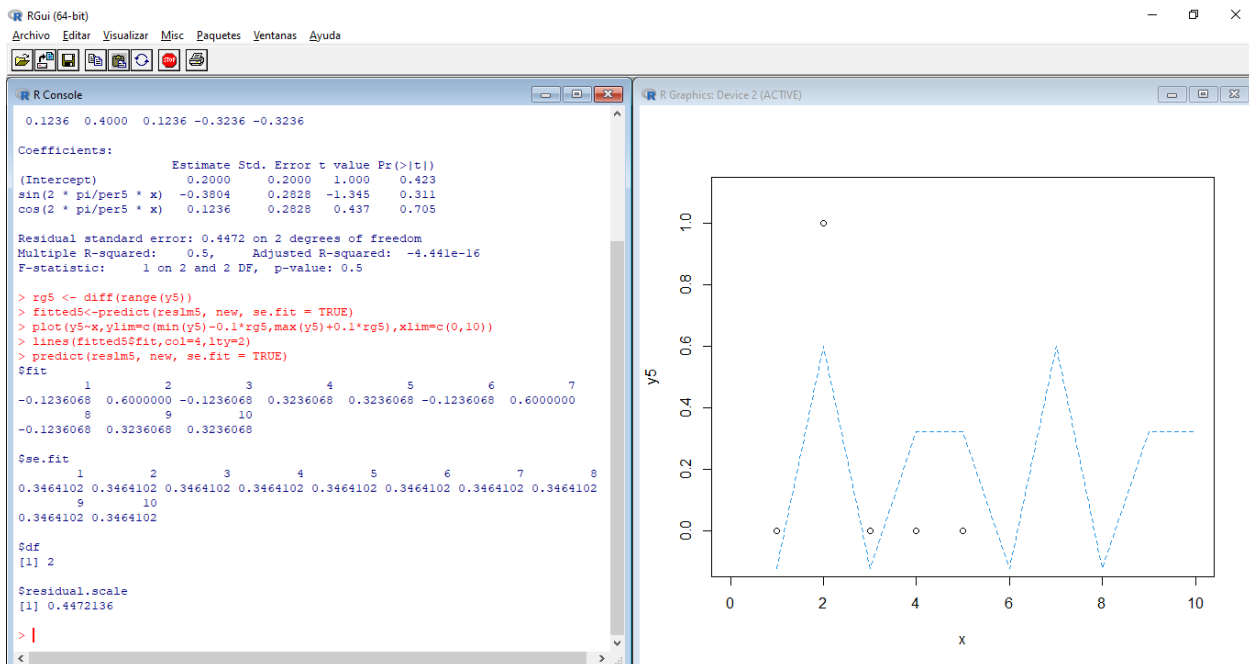 RGui (64-bit)
Archivo Editar Visualizar Misc Paquetes Ventanas Ayuda
STOP
R Console
0.1236  0.4000  0.1236 -0.3236 -0.3236
Coefficients:
                    Estimate Std. Error t value Pr(>|t|)
(Intercept)           0.2000     0.2000   1.000    0.423
sin(2 * pi/per5 * x)  -0.3804     0.2828  -1.345    0.311
cos(2 * pi/per5 * x)   0.1236     0.2828   0.437    0.705
Residual standard error: 0.4472 on 2 degrees of freedom
Multiple R-squared:    0.5,     Adjusted R-squared:  -4.441e-16
F-statistic:     1 on 2 and 2 DF,  p-value: 0.5
> rg5 <- diff(range(y5))
> fitted5<-predict(reslm5, new, se.fit = TRUE)
> plot(y5~x,ylim=c(min(y5)-0.1*rg5,max(y5)+0.1*rg5),xlim=c(0,10))
> lines(fitted5$fit,col=4,lty=2)
> predict(reslm5, new, se.fit = TRUE)
$fit
         1          2          3          4          5          6          7
-0.1236068  0.6000000 -0.1236068  0.3236068  0.3236068 -0.1236068  0.6000000
         8          9         10
-0.1236068  0.3236068  0.3236068
$se.fit
        1         2         3         4         5         6         7         8
0.3464102 0.3464102 0.3464102 0.3464102 0.3464102 0.3464102 0.3464102 0.3464102
        9        10
0.3464102 0.3464102
$df
[1] 2
$residual.scale
[1] 0.4472136
>
R Graphics: Device 2 (ACTIVE)
1.0
0.8
0.6
0.4
0.2
0.0
y5
0 2 4 6 8 10
x